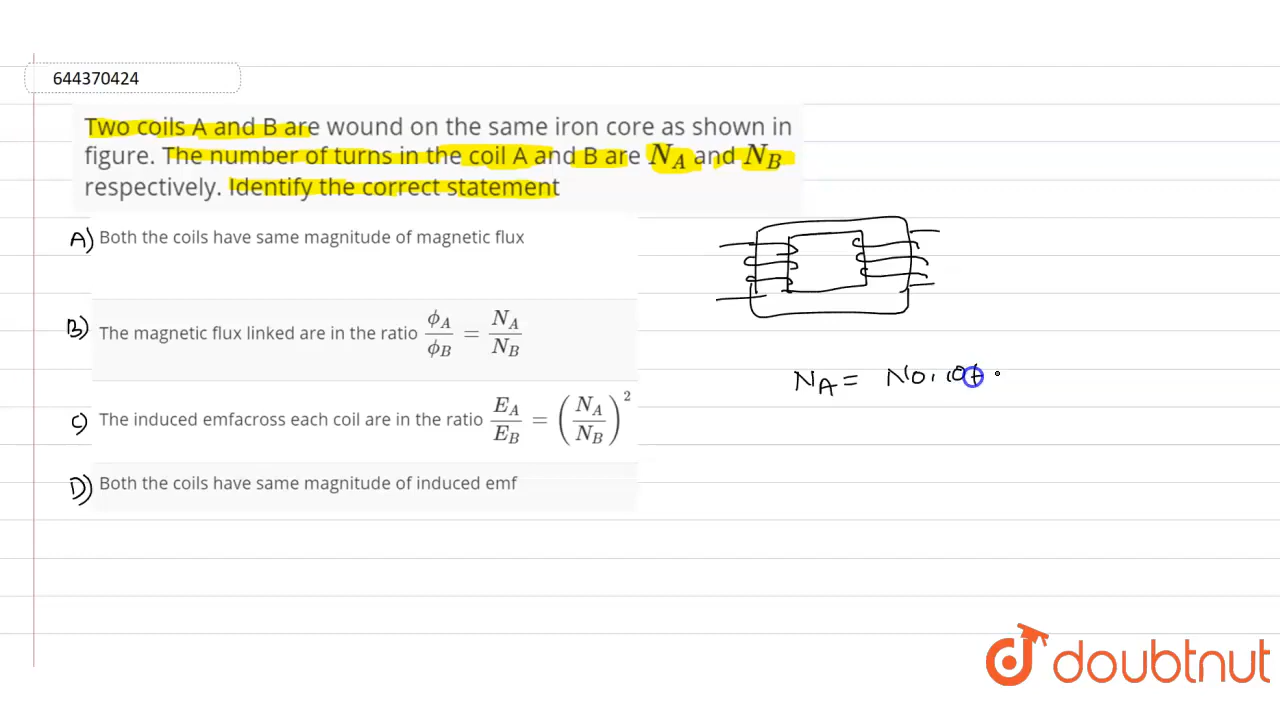 644370424
Two coils A and B are wound on the same iron core as shown in
figure. The number of turns in the coil A and B are N_A and N_B
respectively. Identify the correct statement
A) Both the coils have same magnitude of magnetic flux
B) The magnetic flux linked are in the ratio ϕ_A/ϕ_B = N_A/N_B
C) The induced emfacross each coil are in the ratio E_A/E_B = (N_A/N_B)^2
D) Both the coils have same magnitude of induced emf
N_A = No. of
doubtnut